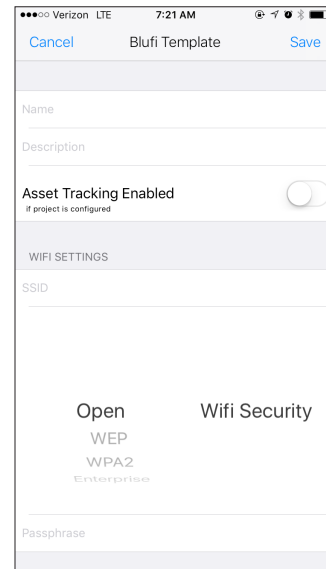 Verizon LTE 7:21 AM
Cancel Blufi Template Save
Name
Description
Asset Tracking Enabled
if project is configured
WIFI SETTINGS
SSID
Open Wifi Security
WEP
WPA2
Enterprise
Passphrase